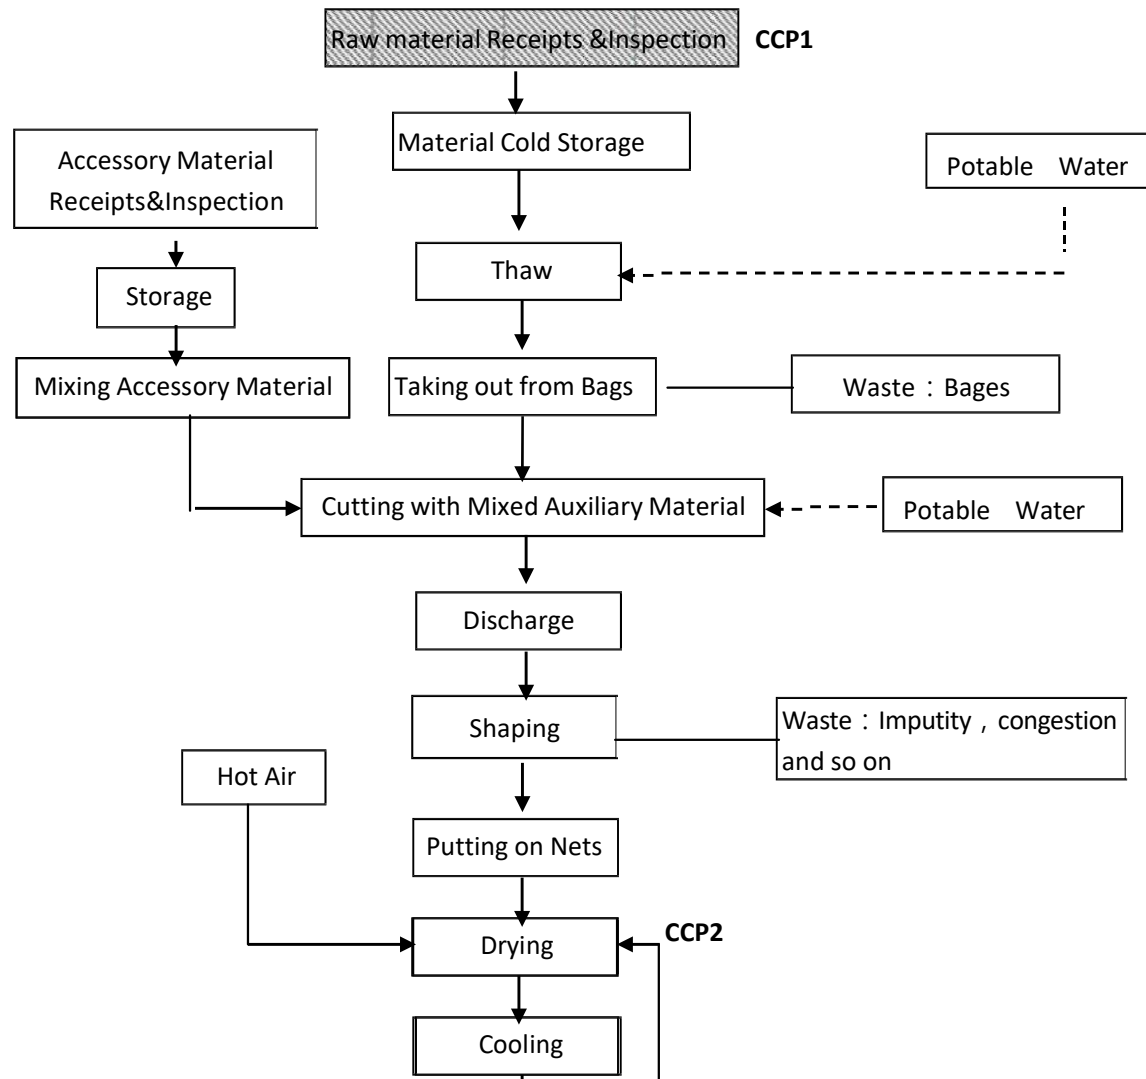 Raw material Receipts &Inspection CCP1
Material Cold Storage
Accessory Material
Receipts&Inspection
Potable Water
Thaw
Storage
Mixing Accessory Material
Taking out from Bags
Waste：Bages
Cutting with Mixed Auxiliary Material
Potable Water
Discharge
Shaping
Waste：Imputity，congestion
and so on
Hot Air
Putting on Nets
CCP2
Drying
Cooling